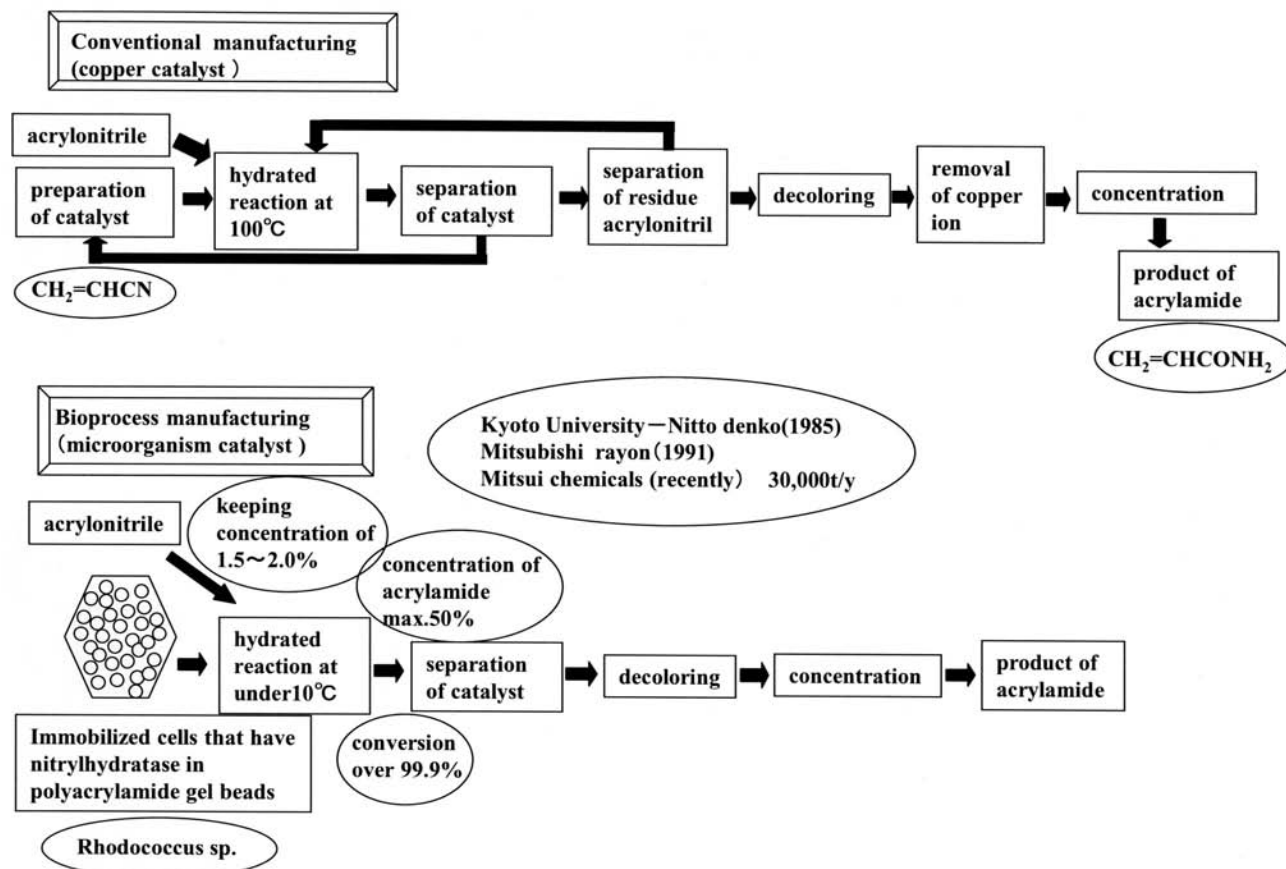 Conventional manufacturing
(copper catalyst )
acrylonitrile
preparation
of catalyst
CH₂=CHCN
hydrated
reaction at
100℃
separation
of catalyst
separation
of residue
acrylonitril
decoloring
removal
of copper
ion
concentration
product of
acrylamide
CH₂=CHCONH₂
Bioprocess manufacturing
(microorganism catalyst )
Kyoto University－Nitto denko(1985)
Mitsubishi rayon(1991)
Mitsui chemicals (recently) 30,000t/y
acrylonitrile
keeping
concentration of
1.5～2.0%
concentration of
acrylamide
max.50%
hydrated
reaction at
under10℃
separation
of catalyst
decoloring
concentration
product of
acrylamide
Immobilized cells that have
nitrylhydratase in
polyacrylamide gel beads
conversion
over 99.9%
Rhodococcus sp.